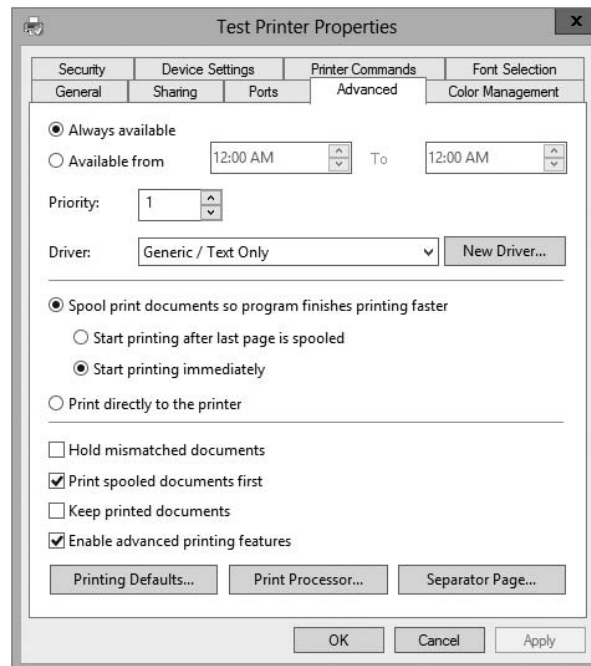 Test Printer Properties
x
Security Device Settings Printer Commands Font Selection
General Sharing Ports Advanced Color Management
Always available
Available from 12:00 AM To 12:00 AM
Priority: 1
Driver: Generic / Text Only New Driver...
Spool print documents so program finishes printing faster
Start printing after last page is spooled
Start printing immediately
Print directly to the printer
Hold mismatched documents
Print spooled documents first
Keep printed documents
Enable advanced printing features
Printing Defaults... Print Processor... Separator Page...
OK Cancel Apply